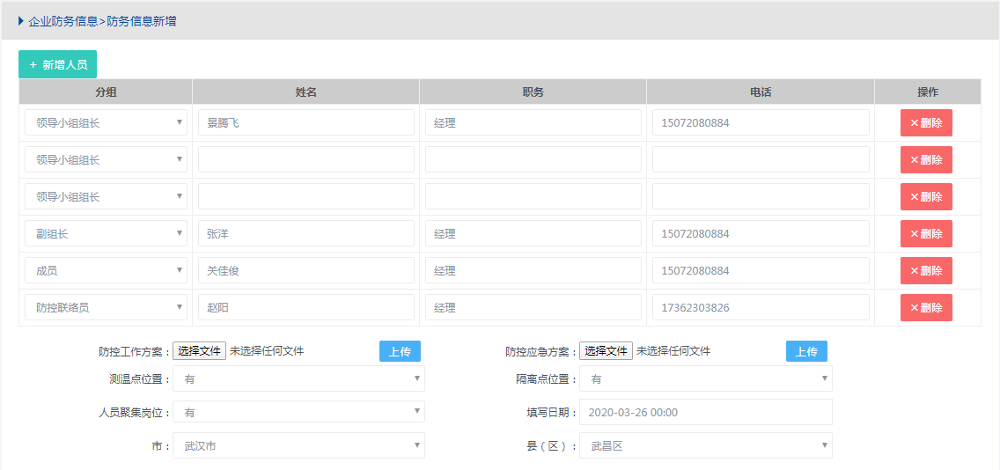 企业防务信息>防务信息新增
+ 新增人员
分组 姓名 职务 电话 操作
领导小组组长 景腾飞 经理 15072080884 ×删除
领导小组组长 ×删除
领导小组组长 ×删除
副组长 张洋 经理 15072080884 ×删除
成员 关佳俊 经理 15072080884 ×删除
防控联络员 赵阳 经理 17362303826 ×删除
防控工作方案： 选择文件 未选择任何文件 上传 防控应急方案： 选择文件 未选择任何文件 上传
测温点位置： 有 隔离点位置： 有
人员聚集岗位： 有 填写日期： 2020-03-26 00:00
市： 武汉市 县（区）： 武昌区